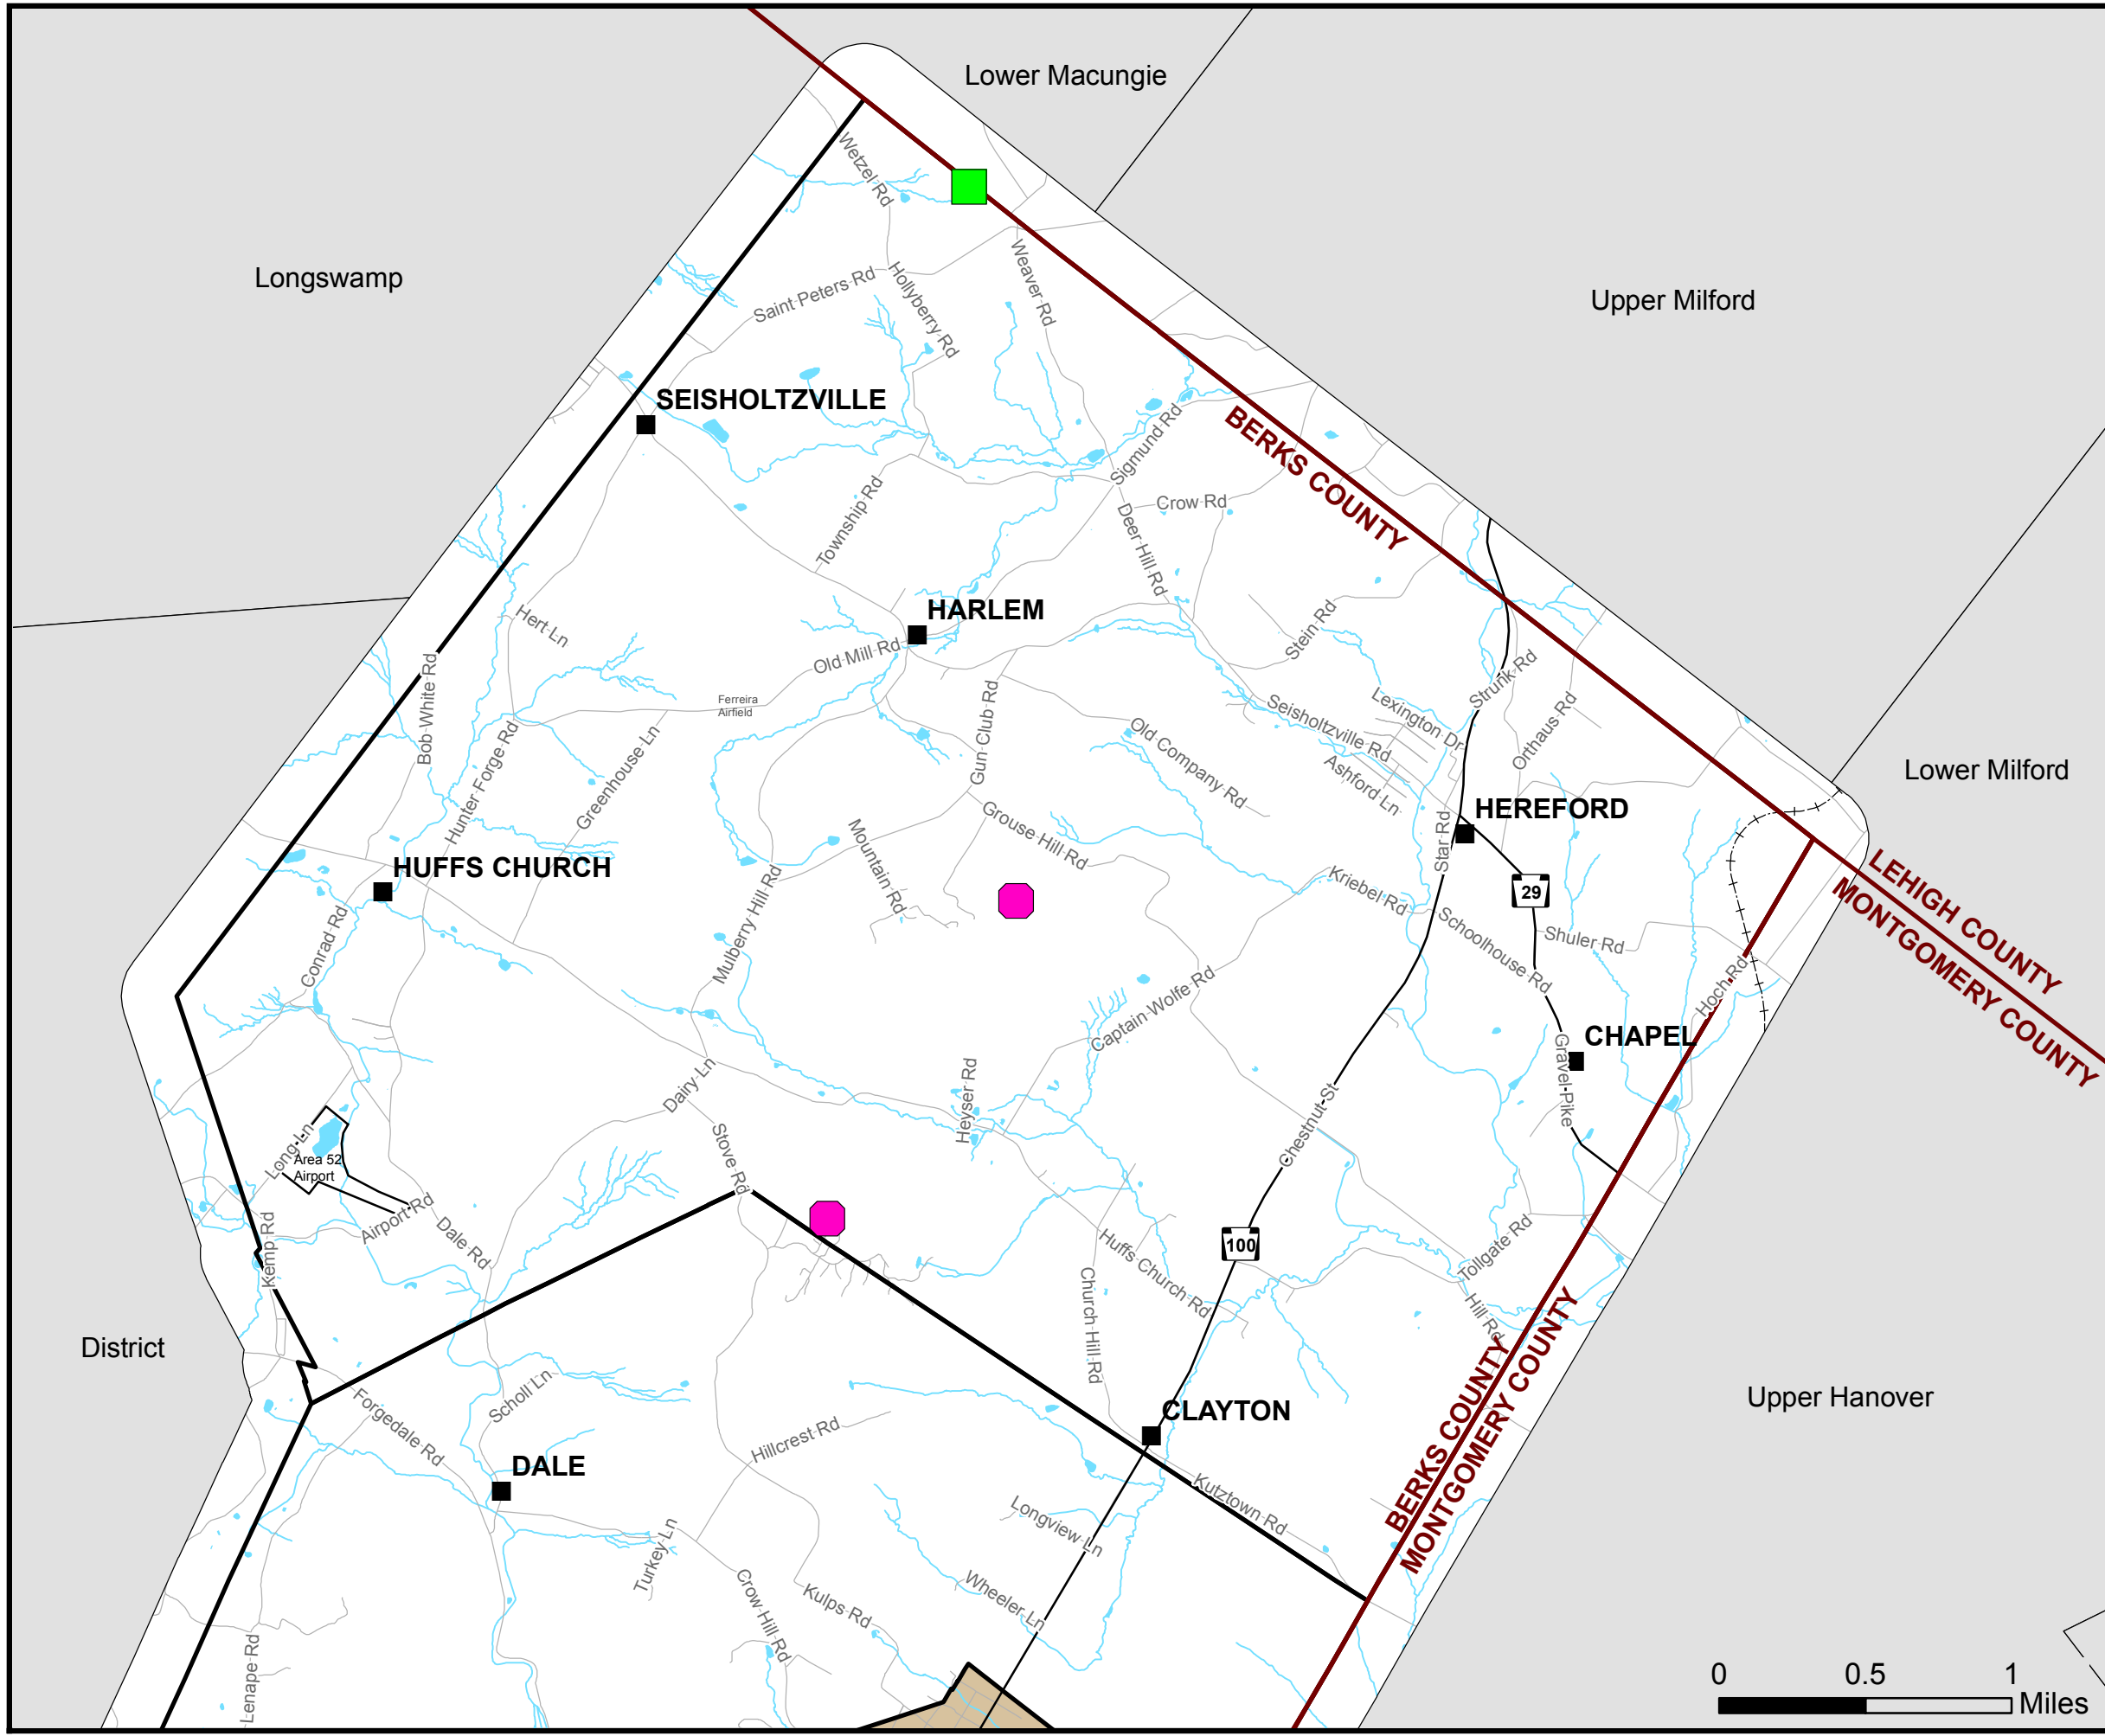 Lower Macungie
Wetzel Rd
Longswamp
Upper Milford
Weaver Rd
Saint Peters Rd
Hollyberry Rd
SEISHOLTZVILLE
BERKS COUNTY
Sigmund Rd
Township Rd
Crow Rd
Deer Hill Rd
Hert Ln
HARLEM
Stein Rd
Old Mill Rd
Bob White Rd
Strunk Rd
Ferreira
Airfield
Gun Club Rd
Lexington Dr
Orthaus Rd
Seisholtzville Rd
Hunter Forge Rd
Greenhouse Ln
Old Company Rd
Ashford Ln
Lower Milford
HEREFORD
Grouse Hill Rd
Star Rd
Mountain Rd
HUFFS CHURCH
Kriebel Rd
29
LEHIGH COUNTY
MONTGOMERY COUNTY
Mulberry Hill Rd
Conrad Rd
Schoolhouse Rd
Shuler Rd
Hoch Rd
Captain Wolfe Rd
CHAPEL
Gravel Pike
Dairy Ln
Heyser Rd
Chestnut St
Long Ln
Area 52
Airport
Stove Rd
Airport Rd
Dale Rd
Kemp Rd
100
Huffs Church Rd
Tollgate Rd
Church Hill Rd
Hill Rd
District
BERKS COUNTY
MONTGOMERY COUNTY
Upper Hanover
Scholl Ln
Forgedale Rd
CLAYTON
Hillcrest Rd
DALE
Kutztown Rd
Longview Ln
Turkey Ln
Crow Hill Rd
Kulps Rd
Wheeler Ln
Lenape Rd
0 0.5 1
Miles